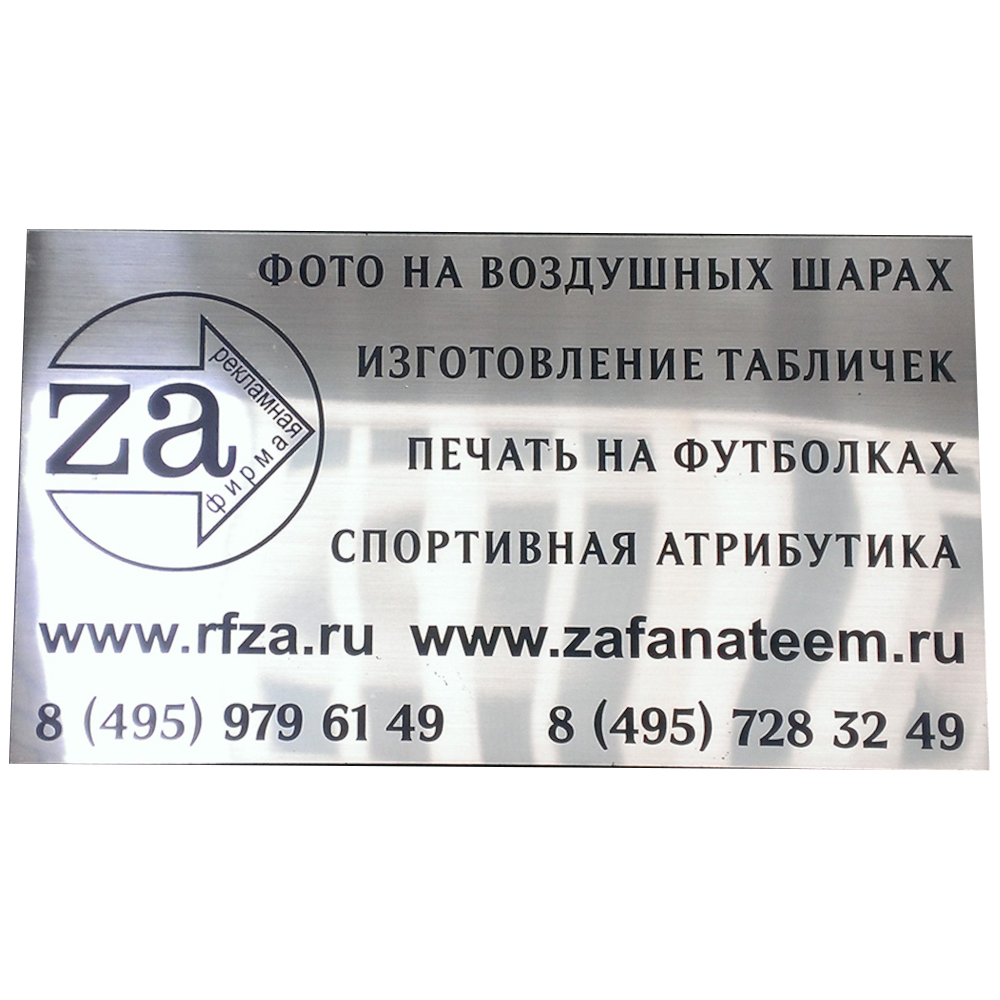 ФОТО НА ВОЗДУШНЫХ ШАРАХ
ИЗГОТОВЛЕНИЕ ТАБЛИЧЕК
ПЕЧАТЬ НА ФУТБОЛКАХ
СПОРТИВНАЯ АТРИБУТИКА
za
рекламная
фирма
www.rfza.ru www.zafanateem.ru
8 (495) 979 61 49 8 (495) 728 32 49